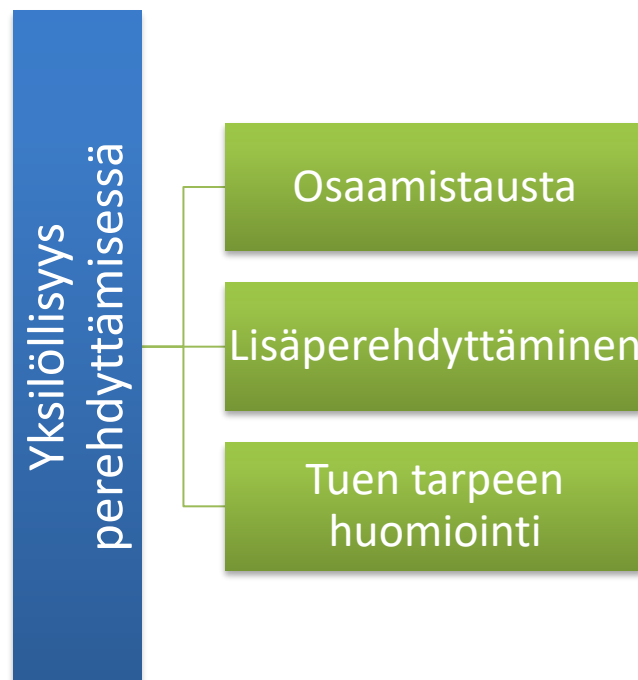 Yksilöllisyys
perehdyttämisessä
Osaamistausta
Lisäperehdyttäminen
Tuen tarpeen
huomiointi